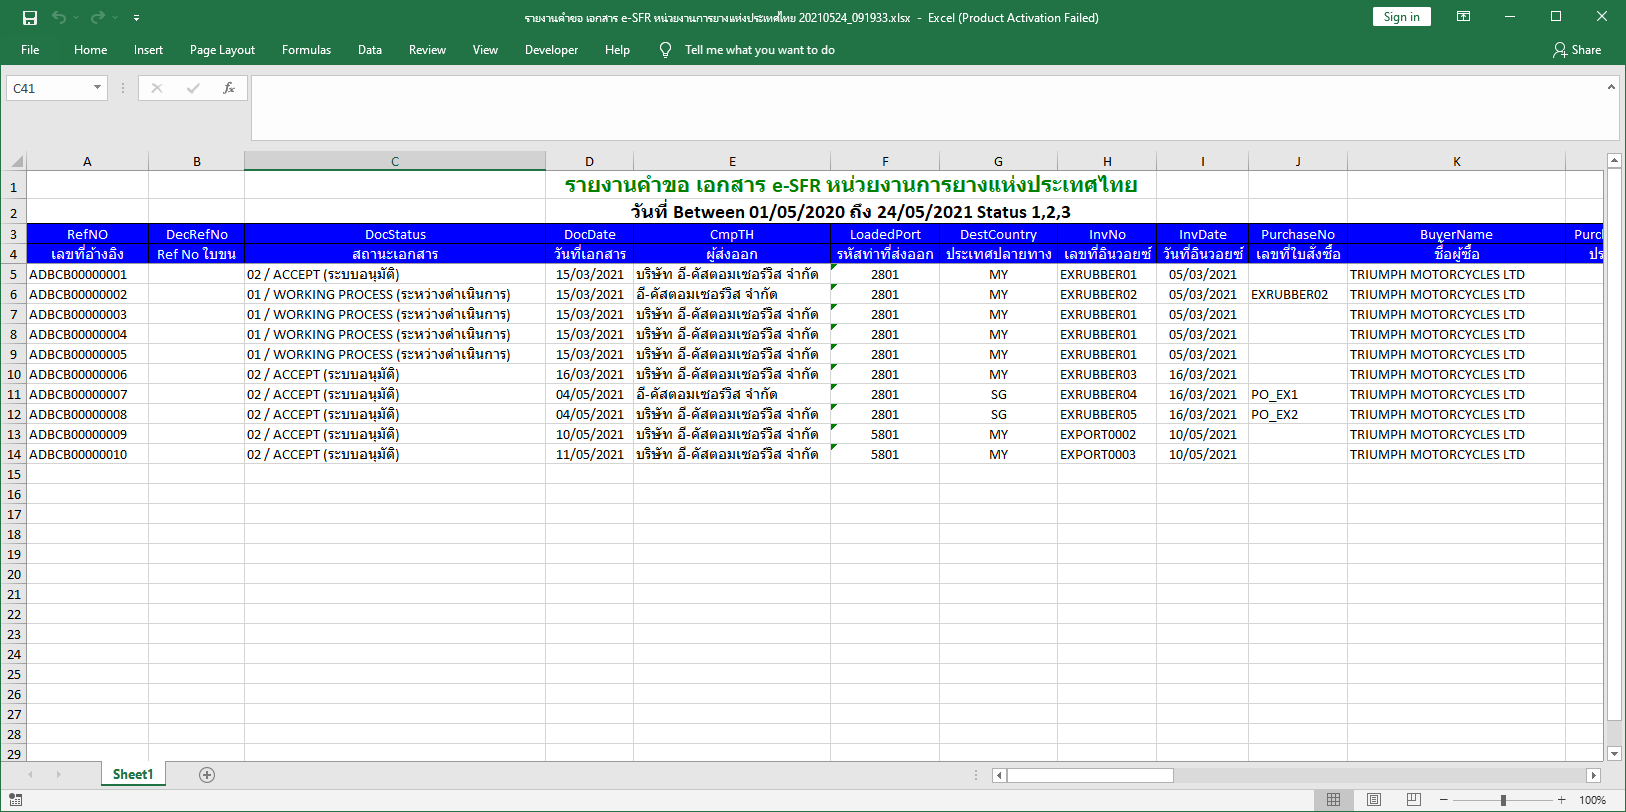 รายงานคำขอ เอกสาร e-SFR หน่วยงานการยางแห่งประเทศไทย 20210524_091933.xlsx - Excel (Product Activation Failed)
Sign in
File Home Insert Page Layout Formulas Data Review View Developer Help Tell me what you want to do Share
C41 fx
A B C D E F G H I J K
1 รายงานคำขอ เอกสาร e-SFR หน่วยงานการยางแห่งประเทศไทย
2 วันที่ Between 01/05/2020 ถึง 24/05/2021 Status 1,2,3
3 RefNO DecRefNo DocStatus DocDate CmpTH LoadedPort DestCountry InvNo InvDate PurchaseNo BuyerName Purcl
4 เลขที่อ้างอิง Ref No ใบขน สถานะเอกสาร วันที่เอกสาร ผู้ส่งออก รหัสท่าที่ส่งออก ประเทศปลายทาง เลขที่อินวอยซ์ วันที่อินวอยซ์ เลขที่ใบสั่งซื้อ ชื่อผู้ซื้อ ประ
5 ADBCB00000001 02 / ACCEPT (ระบบอนุมัติ) 15/03/2021 บริษัท อี-คัสตอมเซอร์วิส จำกัด 2801 MY EXRUBBER01 05/03/2021 TRIUMPH MOTORCYCLES LTD
6 ADBCB00000002 01 / WORKING PROCESS (ระหว่างดำเนินการ) 15/03/2021 อี-คัสตอมเซอร์วิส จำกัด 2801 MY EXRUBBER02 05/03/2021 EXRUBBER02 TRIUMPH MOTORCYCLES LTD
7 ADBCB00000003 01 / WORKING PROCESS (ระหว่างดำเนินการ) 15/03/2021 บริษัท อี-คัสตอมเซอร์วิส จำกัด 2801 MY EXRUBBER01 05/03/2021 TRIUMPH MOTORCYCLES LTD
8 ADBCB00000004 01 / WORKING PROCESS (ระหว่างดำเนินการ) 15/03/2021 บริษัท อี-คัสตอมเซอร์วิส จำกัด 2801 MY EXRUBBER01 05/03/2021 TRIUMPH MOTORCYCLES LTD
9 ADBCB00000005 01 / WORKING PROCESS (ระหว่างดำเนินการ) 15/03/2021 บริษัท อี-คัสตอมเซอร์วิส จำกัด 2801 MY EXRUBBER01 05/03/2021 TRIUMPH MOTORCYCLES LTD
10 ADBCB00000006 02 / ACCEPT (ระบบอนุมัติ) 16/03/2021 บริษัท อี-คัสตอมเซอร์วิส จำกัด 2801 MY EXRUBBER03 16/03/2021 TRIUMPH MOTORCYCLES LTD
11 ADBCB00000007 02 / ACCEPT (ระบบอนุมัติ) 04/05/2021 อี-คัสตอมเซอร์วิส จำกัด 2801 SG EXRUBBER04 16/03/2021 PO_EX1 TRIUMPH MOTORCYCLES LTD
12 ADBCB00000008 02 / ACCEPT (ระบบอนุมัติ) 04/05/2021 บริษัท อี-คัสตอมเซอร์วิส จำกัด 2801 SG EXRUBBER05 16/03/2021 PO_EX2 TRIUMPH MOTORCYCLES LTD
13 ADBCB00000009 02 / ACCEPT (ระบบอนุมัติ) 10/05/2021 บริษัท อี-คัสตอมเซอร์วิส จำกัด 5801 MY EXPORT0002 10/05/2021 TRIUMPH MOTORCYCLES LTD
14 ADBCB00000010 02 / ACCEPT (ระบบอนุมัติ) 11/05/2021 บริษัท อี-คัสตอมเซอร์วิส จำกัด 5801 MY EXPORT0003 10/05/2021 TRIUMPH MOTORCYCLES LTD
15
16
17
18
19
20
21
22
23
24
25
26
27
28
29
Sheet1
100%